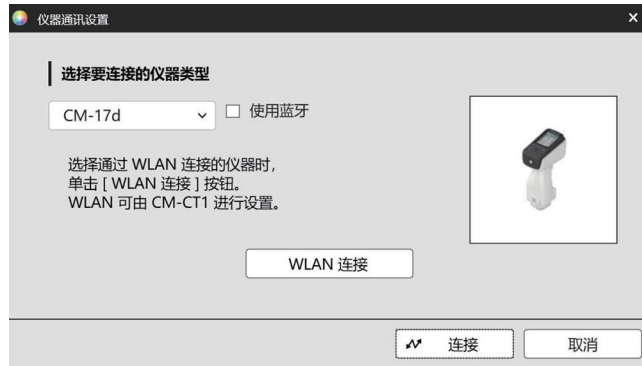 仪器通讯设置
选择要连接的仪器类型
CM-17d
使用蓝牙
选择通过 WLAN 连接的仪器时，
单击 [ WLAN 连接 ] 按钮。
WLAN 可由 CM-CT1 进行设置。
WLAN 连接
连接
取消